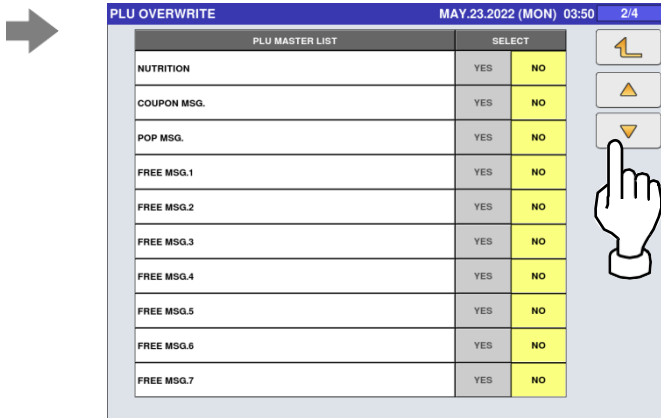 PLU OVERWRITE MAY.23.2022 (MON) 03:50 2/4
PLU MASTER LIST SELECT
NUTRITION YES NO
COUPON MSG. YES NO
POP MSG. YES NO
FREE MSG.1 YES NO
FREE MSG.2 YES NO
FREE MSG.3 YES NO
FREE MSG.4 YES NO
FREE MSG.5 YES NO
FREE MSG.6 YES NO
FREE MSG.7 YES NO